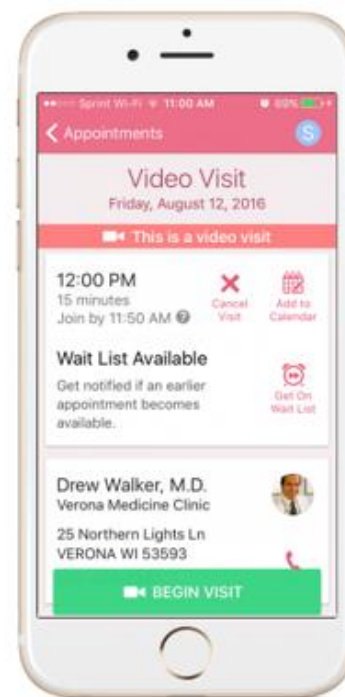 Sprint Wi-Fi 11:00 AM 89%
Appointments
S
Video Visit
Friday, August 12, 2016
This is a video visit
12:00 PM
15 minutes
Join by 11:50 AM ?
Cancel Visit
Add to Calendar
Wait List Available
Get notified if an earlier
appointment becomes
available.
Get On
Wait List
Drew Walker, M.D.
Verona Medicine Clinic
25 Northern Lights Ln
VERONA WI 53593
BEGIN VISIT